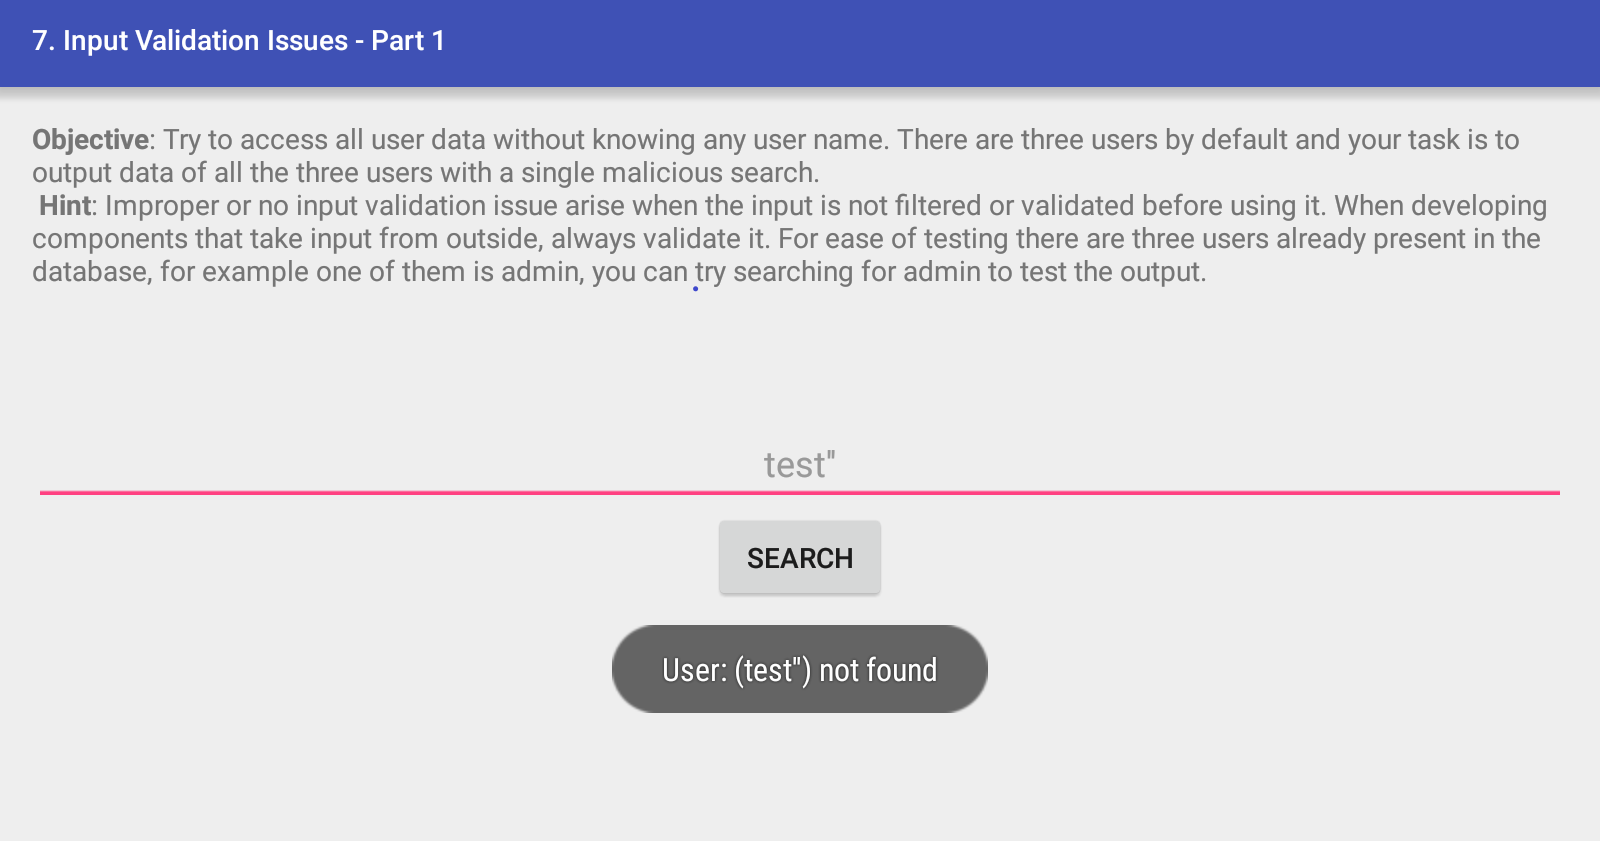 7. Input Validation Issues - Part 1
Objective: Try to access all user data without knowing any user name. There are three users by default and your task is to
output data of all the three users with a single malicious search.
Hint: Improper or no input validation issue arise when the input is not filtered or validated before using it. When developing
components that take input from outside, always validate it. For ease of testing there are three users already present in the
database, for example one of them is admin, you can try searching for admin to test the output.
test"
SEARCH
User: (test") not found